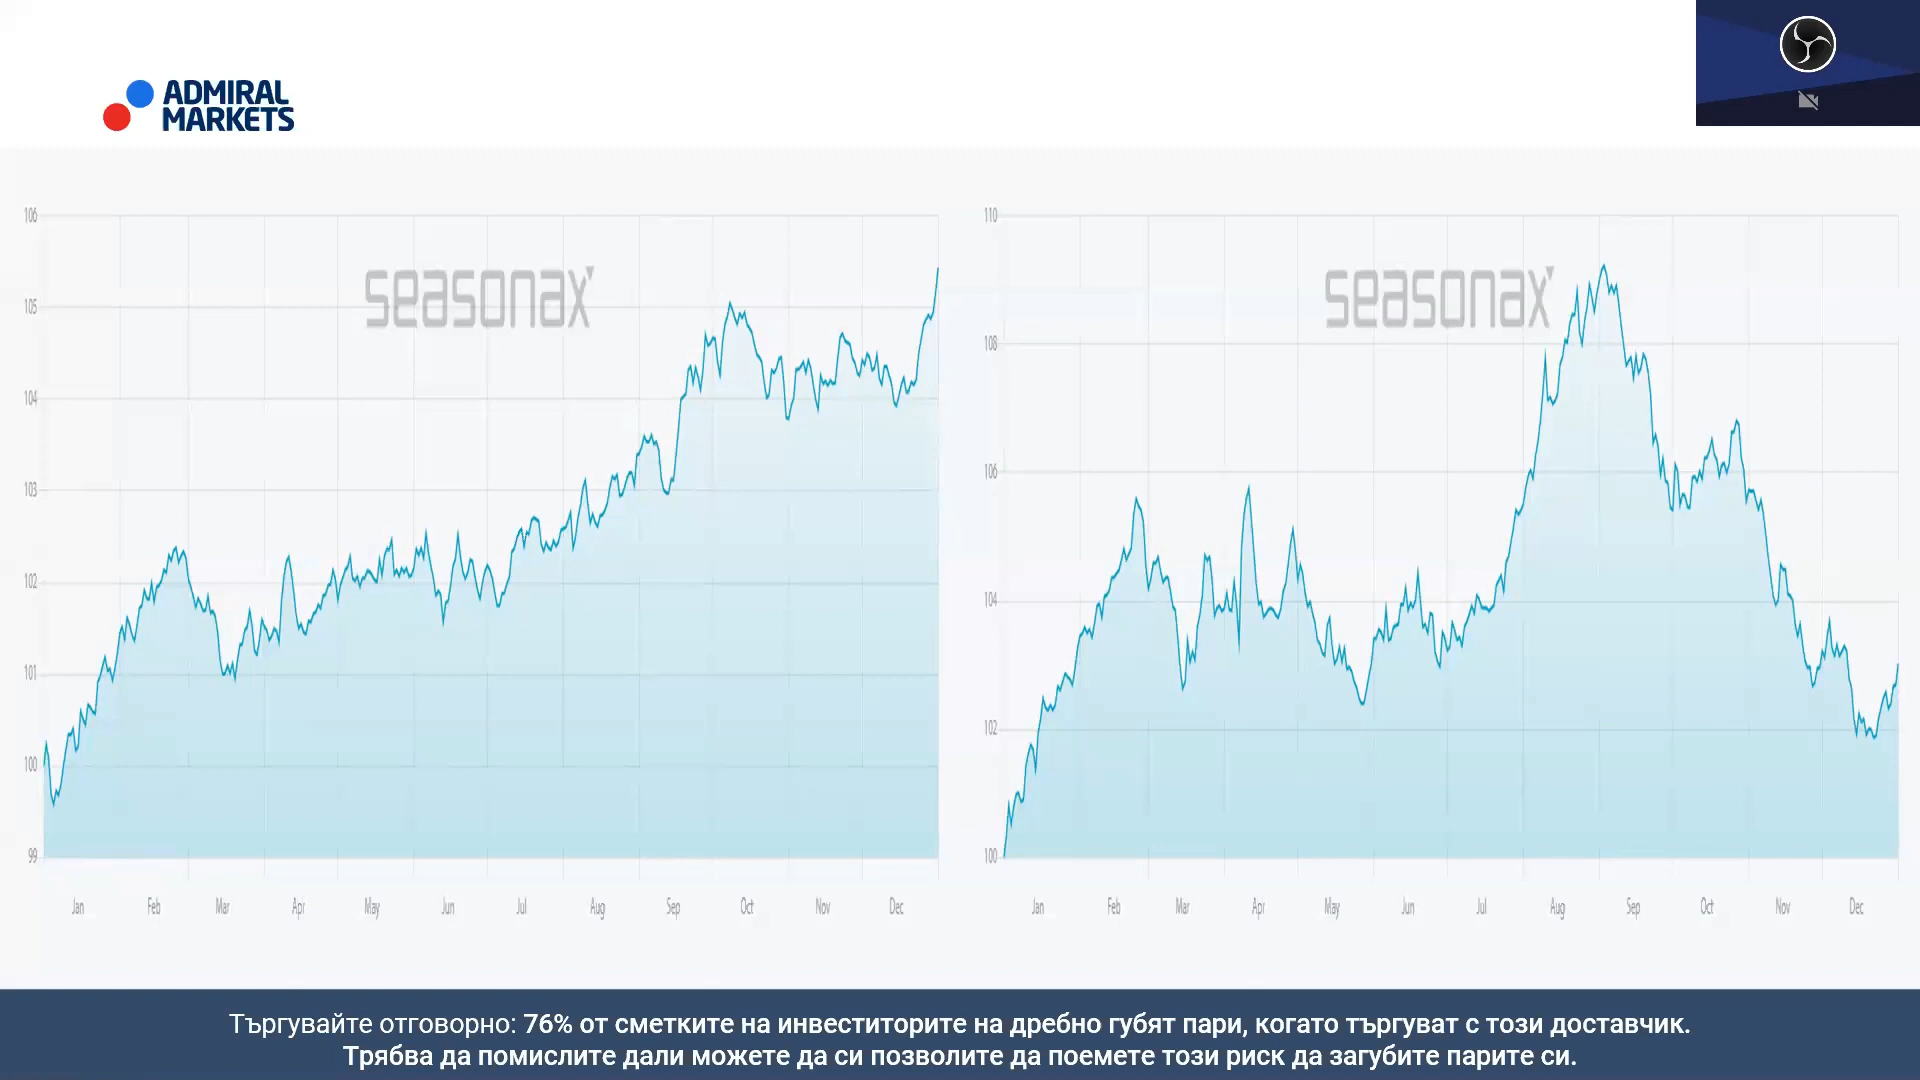 ADMIRAL
MARKETS
106
105
104
103
102
101
100
99
seasonax
Jan Feb Mar Apr May Jun Jul Aug Sep Oct Nov Dec
110
108
106
104
102
100
seasonax
Jan Feb Mar Apr May Jun Jul Aug Sep Oct Nov Dec
Търгувайте отговорно: 76% от сметките на инвеститорите на дребно губят пари, когато търгуват с този доставчик.
Трябва да помислите дали можете да си позволите да поемете този риск да загубите парите си.